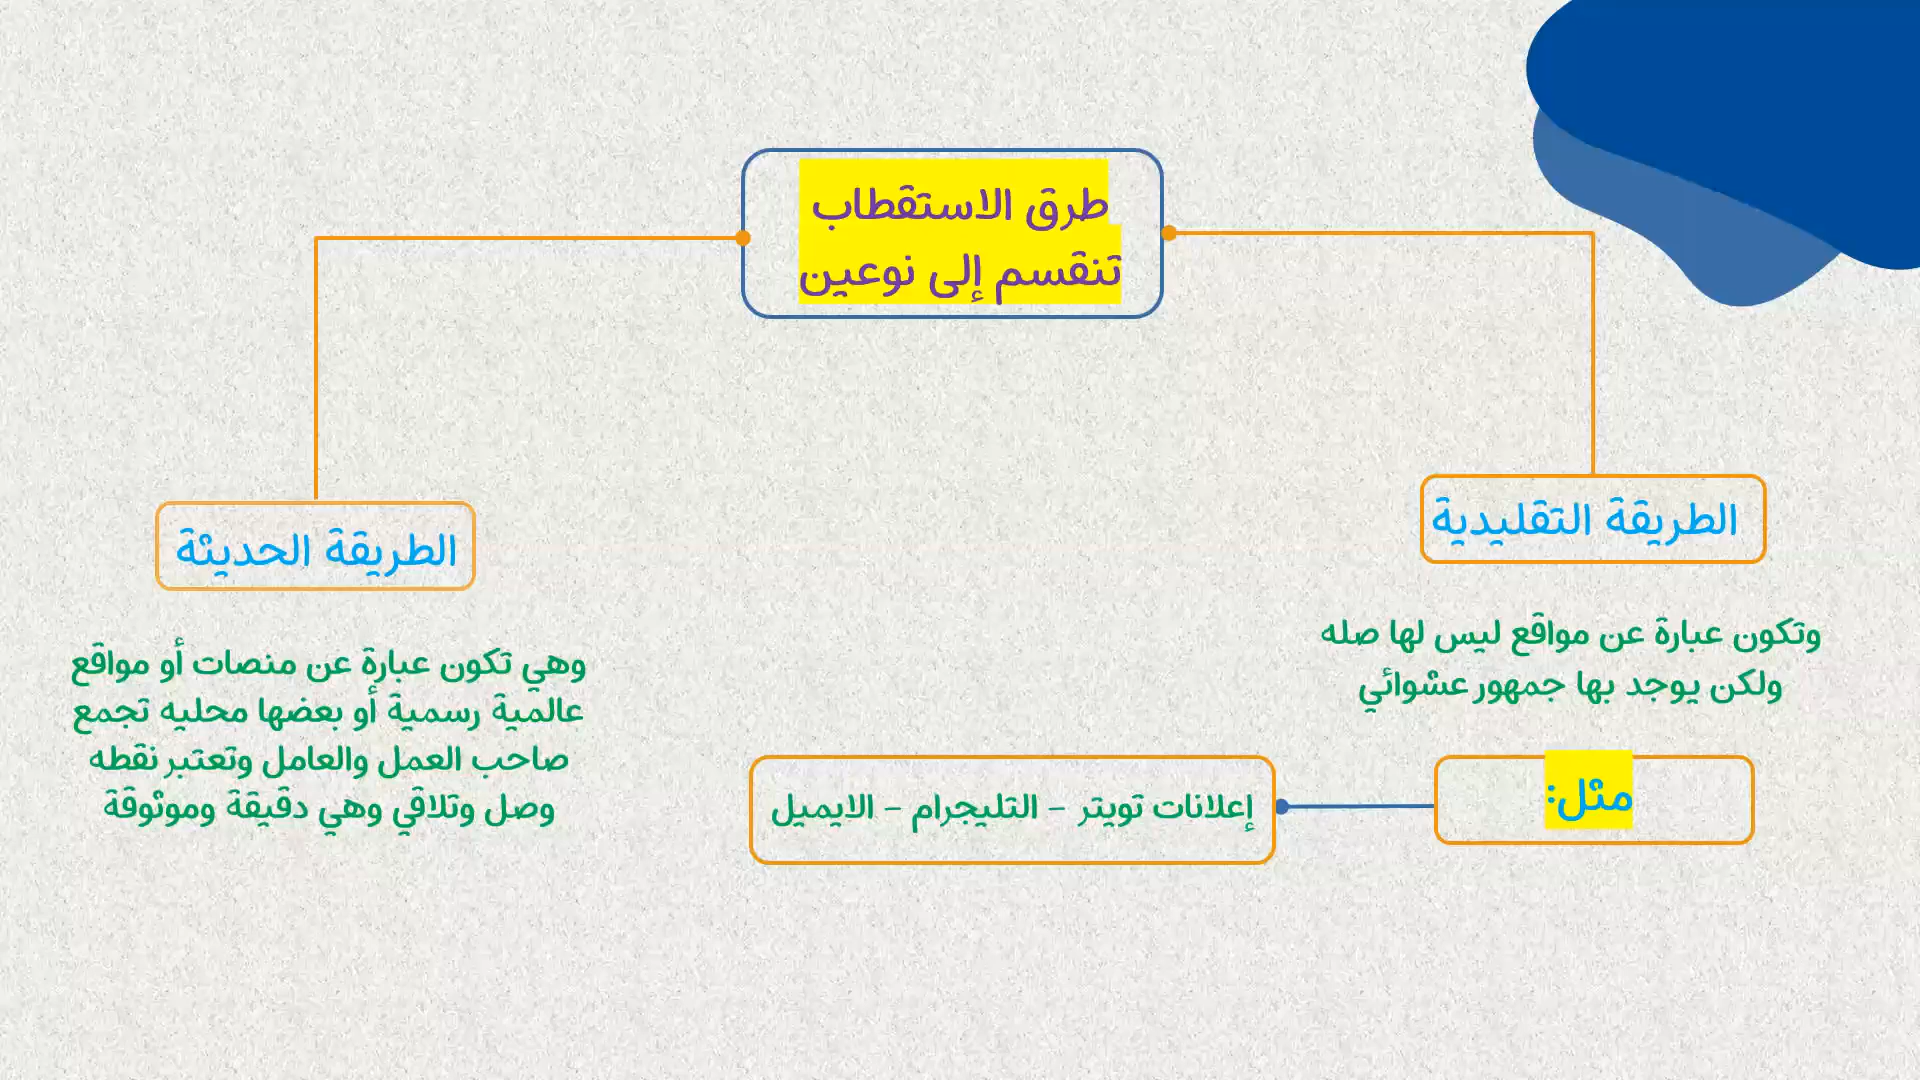 طرق الاستقطاب
تنقسم إلى نوعين
الطريقة التقليدية
وتكون عبارة عن مواقع ليس لها صله
ولكن يوجد بها جمهور عشوائي
مثل:
إعلانات تويتر – التليجرام – الايميل
الطريقة الحديثة
وهي تكون عبارة عن منصات أو مواقع
عالمية رسمية أو بعضها محليه تجمع
صاحب العمل والعامل وتعتبر نقطه
وصل وتلاقي وهي دقيقة وموثوقة